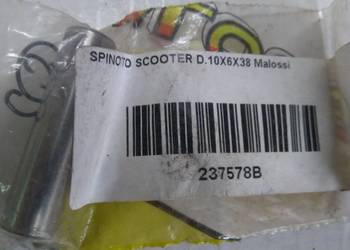 SPINOTO SCOOTER D.10X6X38 Malossi
237578B